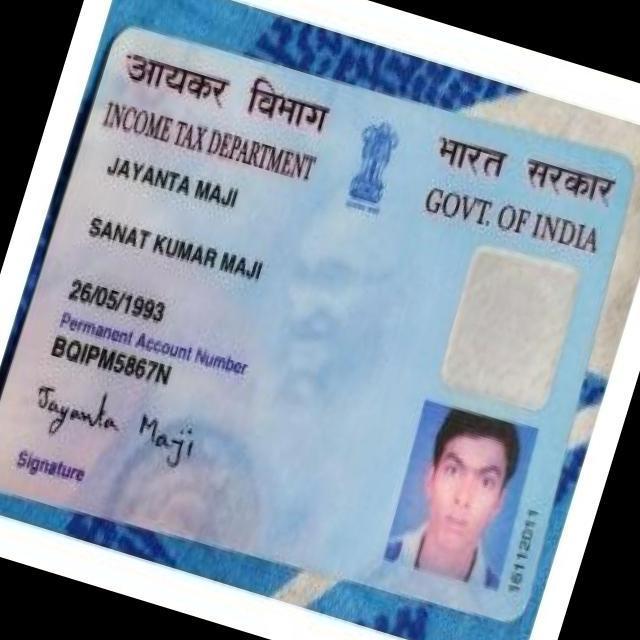 आयकर विभाग
INCOME TAX DEPARTMENT
भारत सरकार
GOVT. OF INDIA
JAYANTA MAJI
SANAT KUMAR MAJI
26/05/1993
Permanent Account Number
BQIPM5867N
Jayanta Maji
Signature
16112011